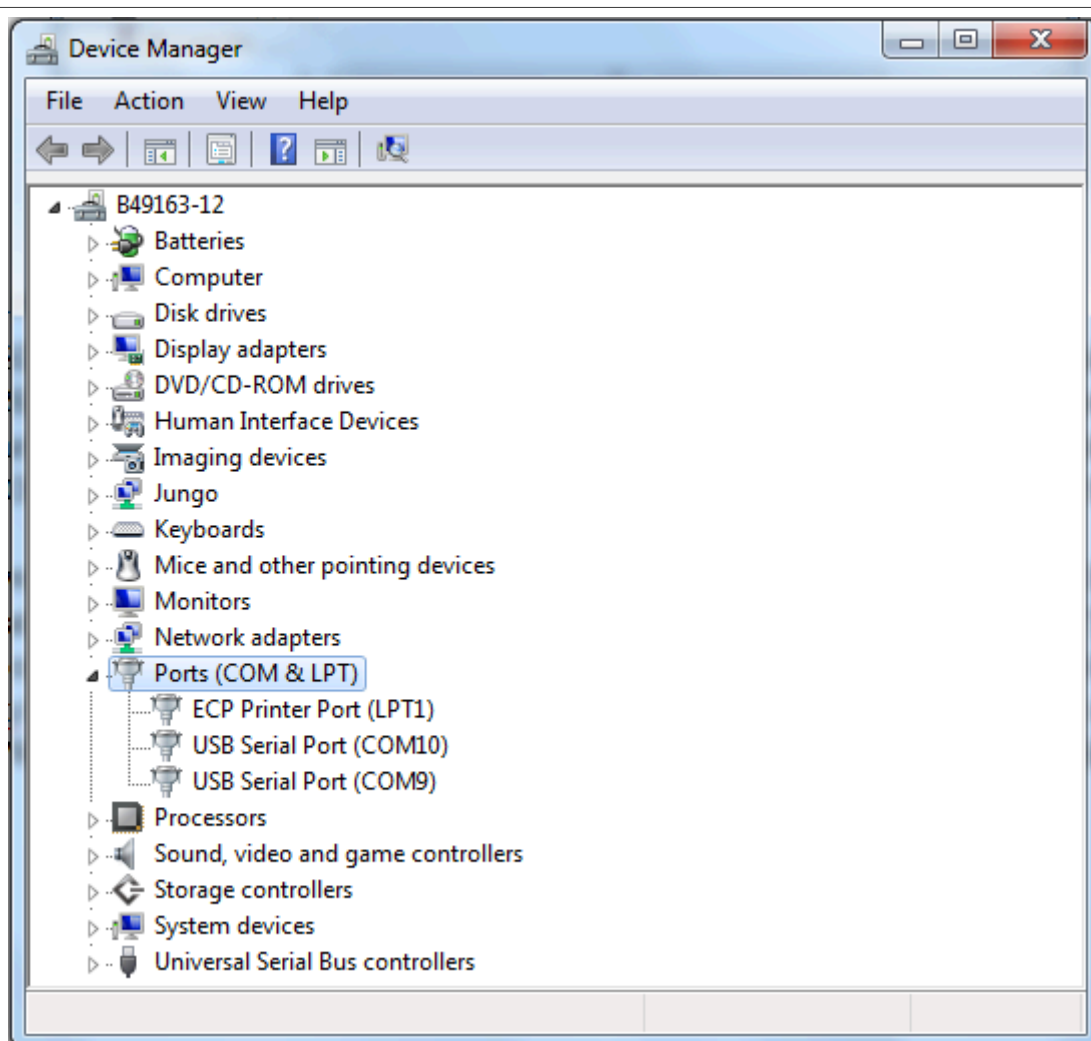 Device Manager
File Action View Help
B49163-12
Batteries
Computer
Disk drives
Display adapters
DVD/CD-ROM drives
Human Interface Devices
Imaging devices
Jungo
Keyboards
Mice and other pointing devices
Monitors
Network adapters
Ports (COM & LPT)
ECP Printer Port (LPT1)
USB Serial Port (COM10)
USB Serial Port (COM9)
Processors
Sound, video and game controllers
Storage controllers
System devices
Universal Serial Bus controllers